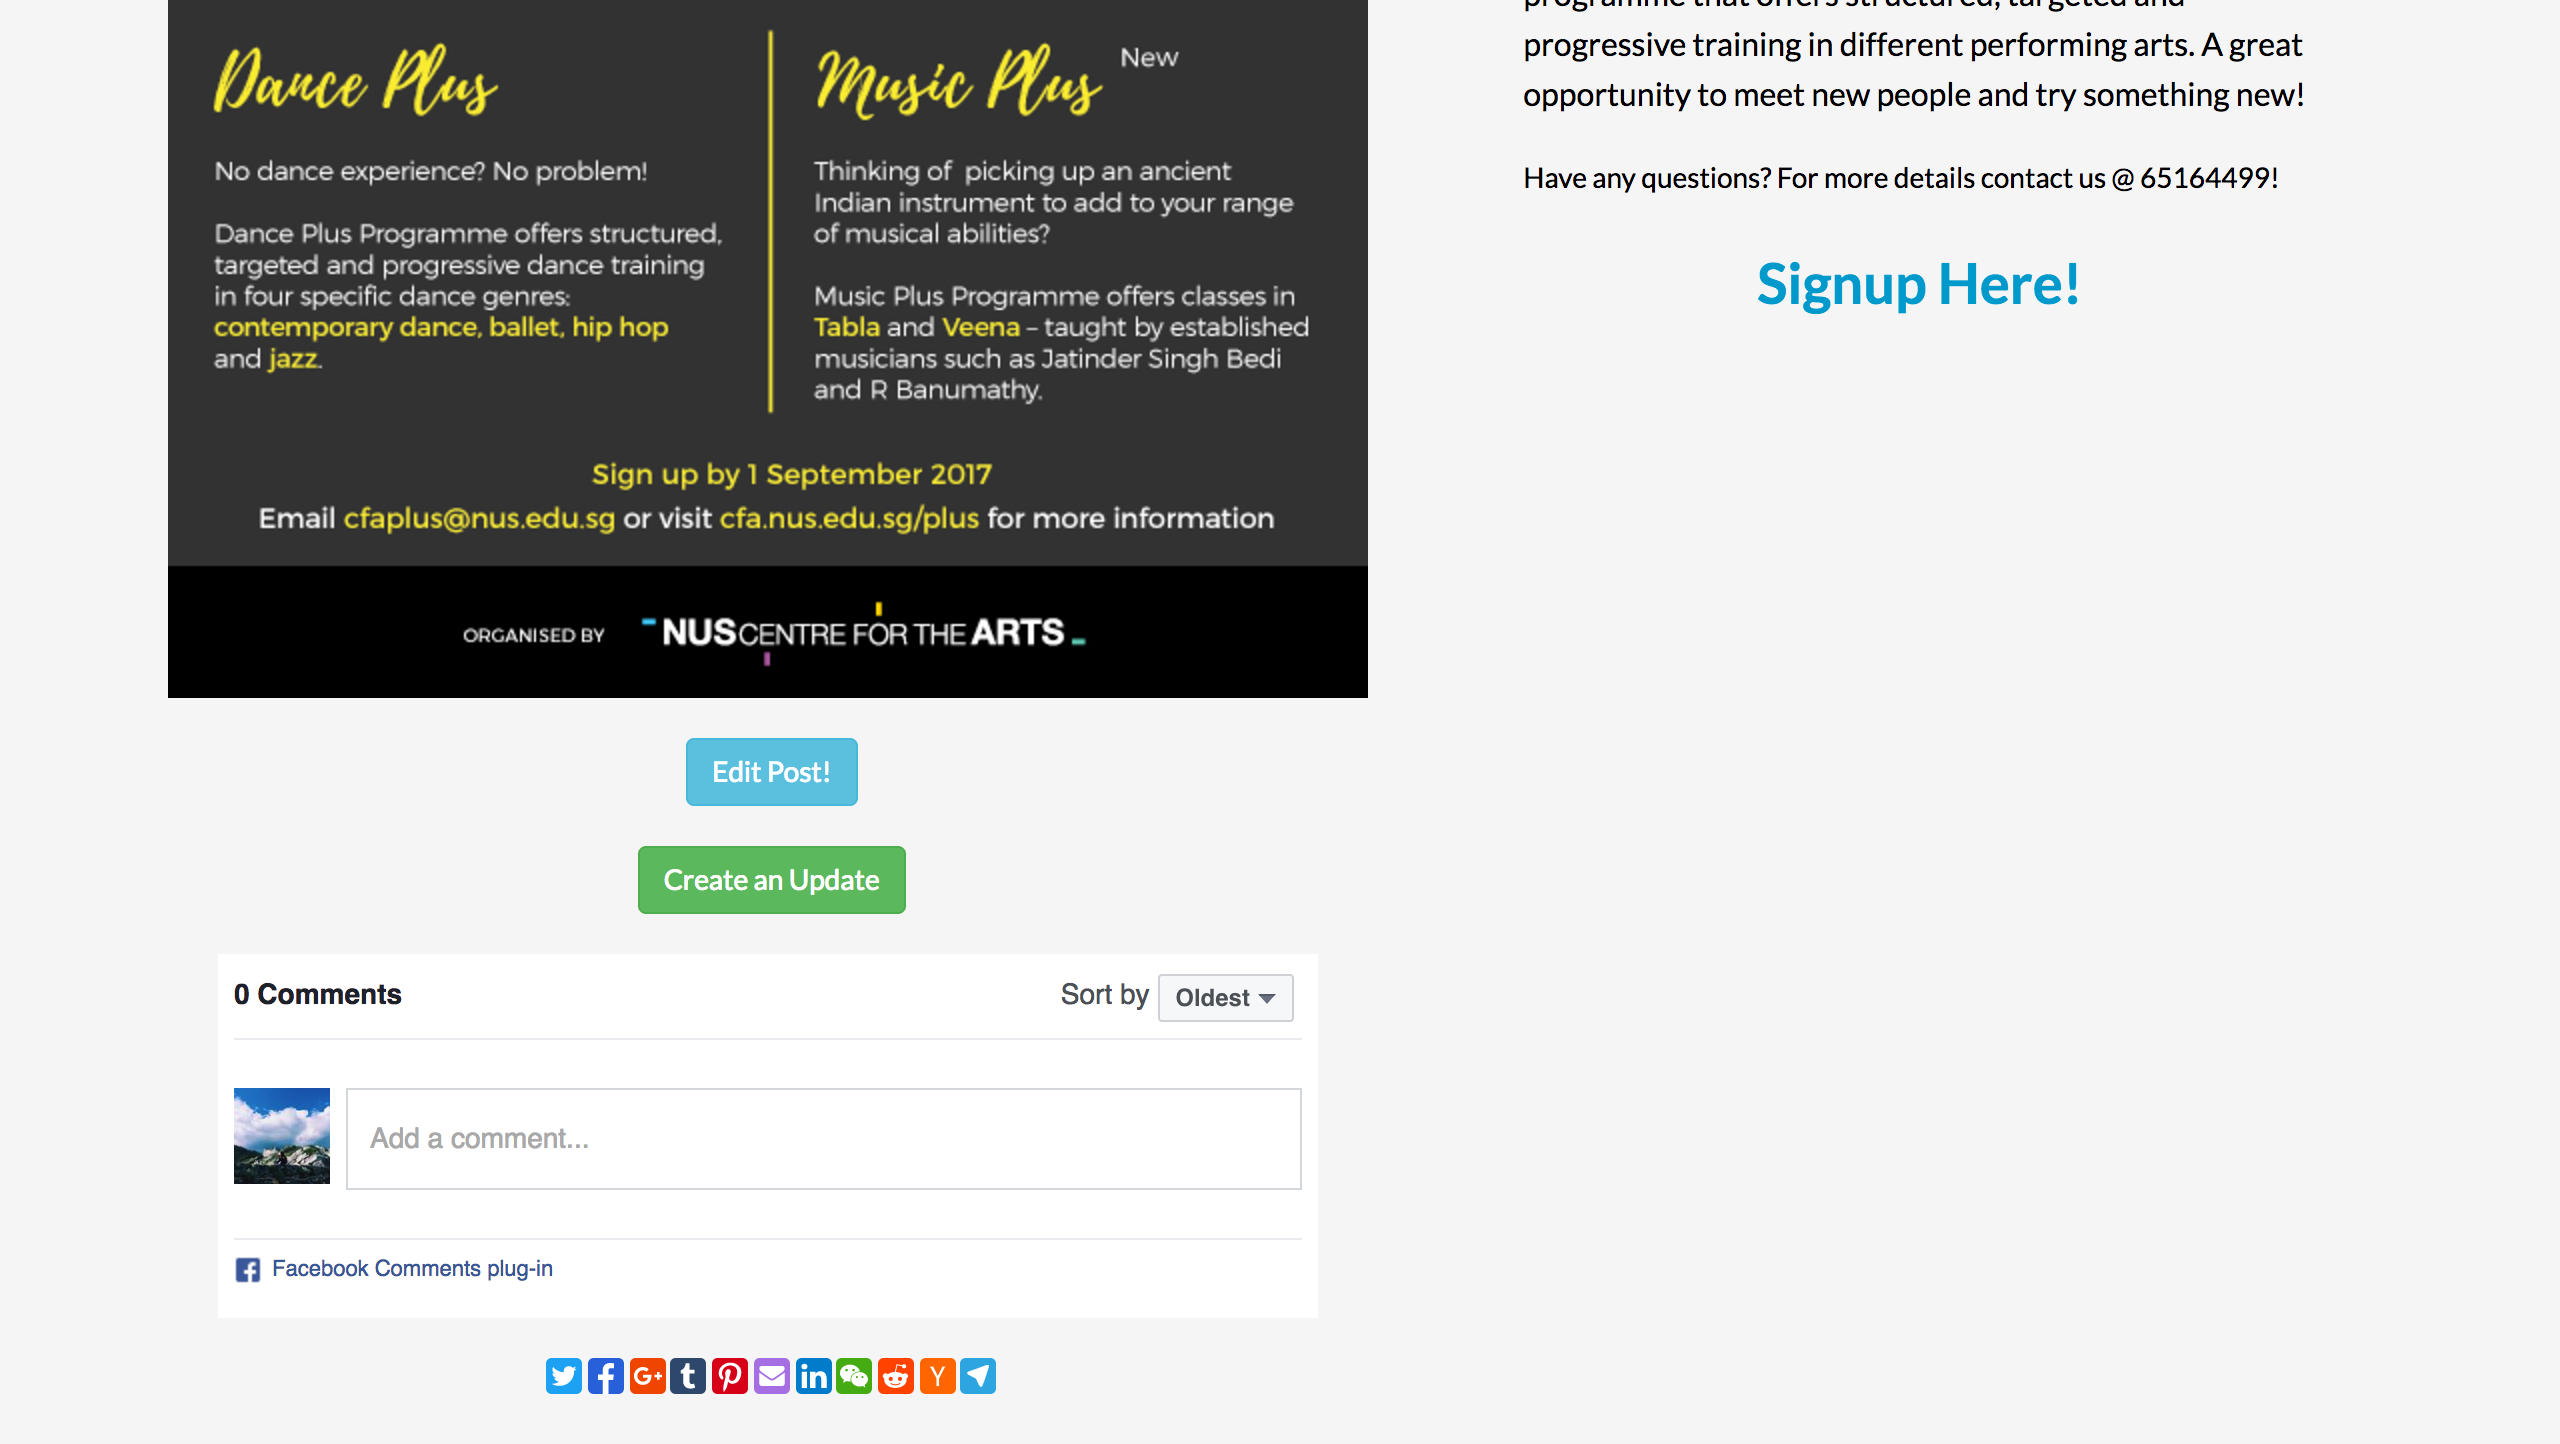 Dance Plus
No dance experience? No problem!
Dance Plus Programme offers structured,
targeted and progressive dance training
in four specific dance genres:
contemporary dance, ballet, hip hop
and jazz.
Music Plus New
Thinking of picking up an ancient
Indian instrument to add to your range
of musical abilities?
Music Plus Programme offers classes in
Tabla and Veena – taught by established
musicians such as Jatinder Singh Bedi
and R Banumathy.
Sign up by 1 September 2017
Email cfaplus@nus.edu.sg or visit cfa.nus.edu.sg/plus for more information
ORGANISED BY NUS CENTRE FOR THE ARTS
programme that offers structured, targeted and
progressive training in different performing arts. A great
opportunity to meet new people and try something new!
Have any questions? For more details contact us @ 65164499!
Signup Here!
Edit Post!
Create an Update
0 Comments
Sort by Oldest
Add a comment...
Facebook Comments plug-in